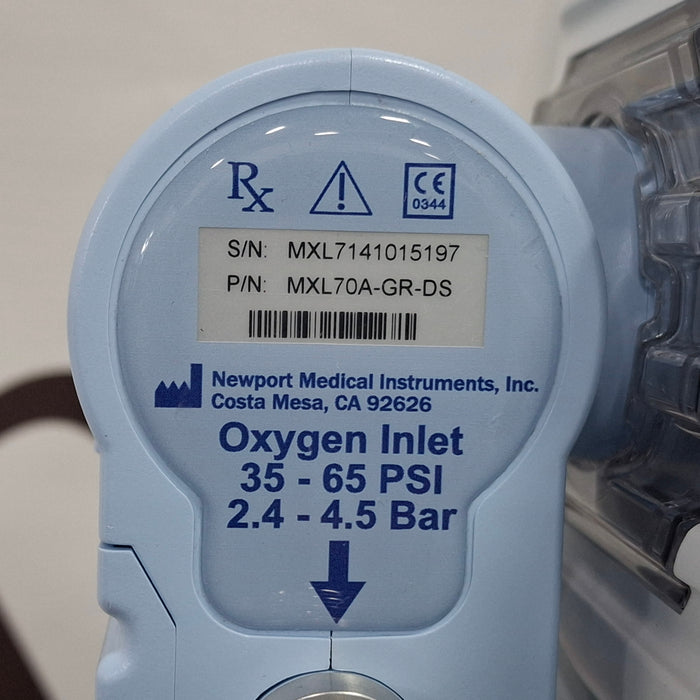 Rx ! CE
0344
S/N: MXL7141015197
P/N: MXL70A-GR-DS
Newport Medical Instruments, Inc.
Costa Mesa, CA 92626
Oxygen Inlet
35 - 65 PSI
2.4 - 4.5 Bar